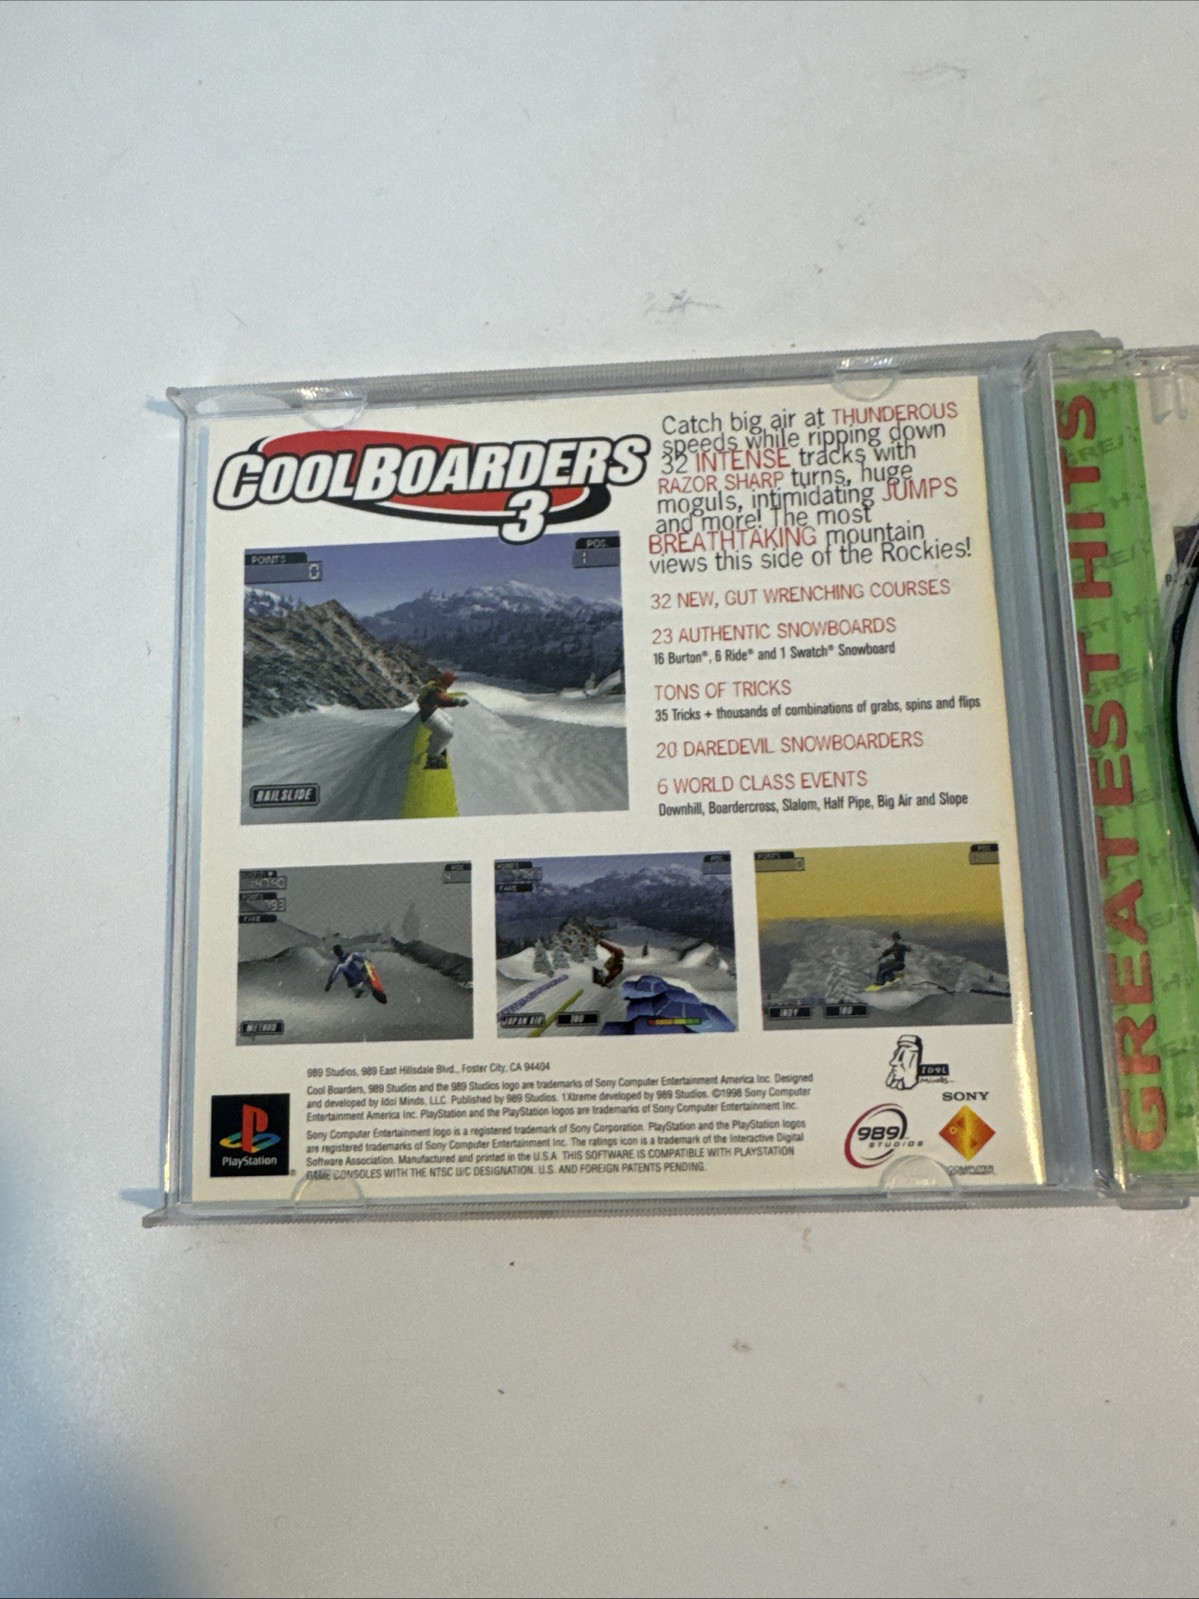 COOLBOARDERS
3
Catch big air at THUNDEROUS
speeds while ripping down
32 INTENSE tracks with
RAZOR SHARP turns, huge
moguls, intimidating JUMPS
and more! The most
BREATHTAKING mountain
views this side of the Rockies!
POINTS
0
POS.
1
RAILSLIDE
32 NEW, GUT WRENCHING COURSES
23 AUTHENTIC SNOWBOARDS
16 Burton®, 6 Ride® and 1 Swatch® Snowboard
TONS OF TRICKS
35 Tricks + thousands of combinations of grabs, spins and flips
20 DAREDEVIL SNOWBOARDERS
6 WORLD CLASS EVENTS
Downhill, Boardercross, Slalom, Half Pipe, Big Air and Slope
METHOD
JAPAN AIR
180
INDY
180
989 Studios, 989 East Hillsdale Blvd., Foster City, CA 94404
Cool Boarders, 989 Studios and the 989 Studios logo are trademarks of Sony Computer Entertainment America Inc. Designed
and developed by Idol Minds, LLC. Published by 989 Studios. 1Xtreme developed by 989 Studios. ©1998 Sony Computer
Entertainment America Inc. PlayStation and the PlayStation logos are trademarks of Sony Computer Entertainment Inc.
Sony Computer Entertainment logo is a registered trademark of Sony Corporation. PlayStation and the PlayStation logos
are registered trademarks of Sony Computer Entertainment Inc. The ratings icon is a trademark of the Interactive Digital
Software Association. Manufactured and printed in the U.S.A. THIS SOFTWARE IS COMPATIBLE WITH PLAYSTATION
GAME CONSOLES WITH THE NTSC U/C DESIGNATION. U.S. AND FOREIGN PATENTS PENDING.
PlayStation
IDOL
Minds
989
STUDIOS
SONY
COMPUTER
GREATEST HITS